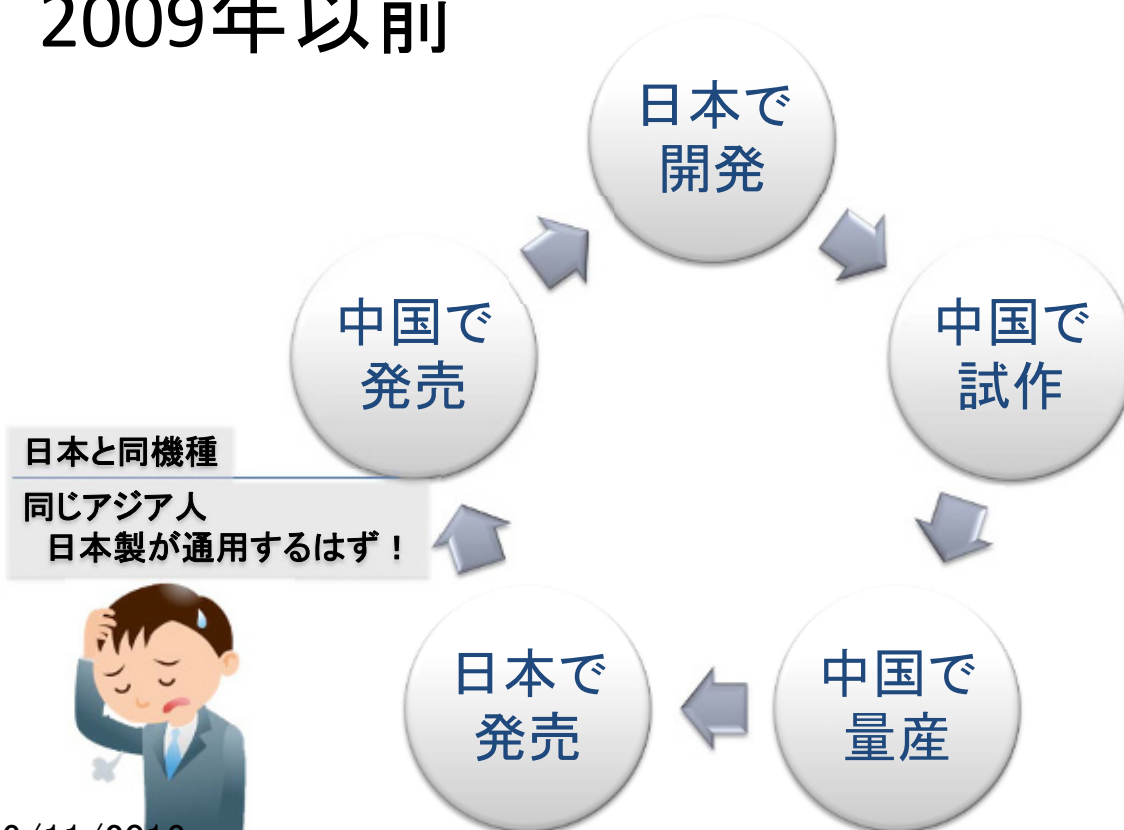 2009年以前
日本で
開発
中国で
試作
中国で
量産
日本で
発売
中国で
発売
日本と同機種
同じアジア人
日本製が通用するはず！